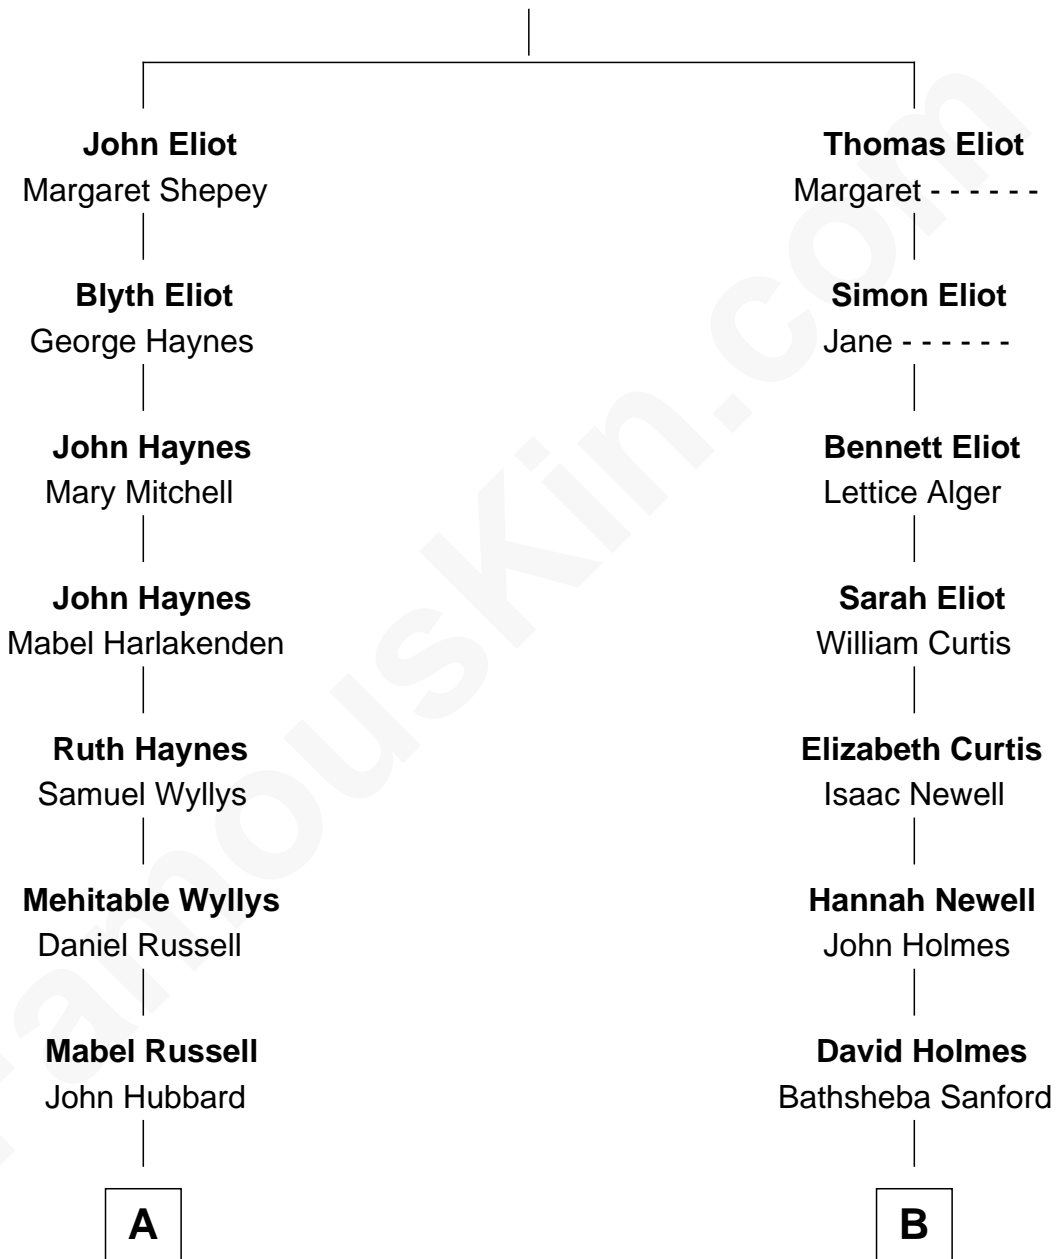 John Eliot
Margaret Shepey
Thomas Eliot
Margaret - - - - - -
Blyth Eliot
George Haynes
Simon Eliot
Jane - - - - - -
John Haynes
Mary Mitchell
Bennett Eliot
Lettice Alger
John Haynes
Mabel Harlakenden
Sarah Eliot
William Curtis
Ruth Haynes
Samuel Wyllys
Elizabeth Curtis
Isaac Newell
Mehitable Wyllys
Daniel Russell
Hannah Newell
John Holmes
Mabel Russell
John Hubbard
David Holmes
Bathsheba Sanford
A
B
FamousKin.com